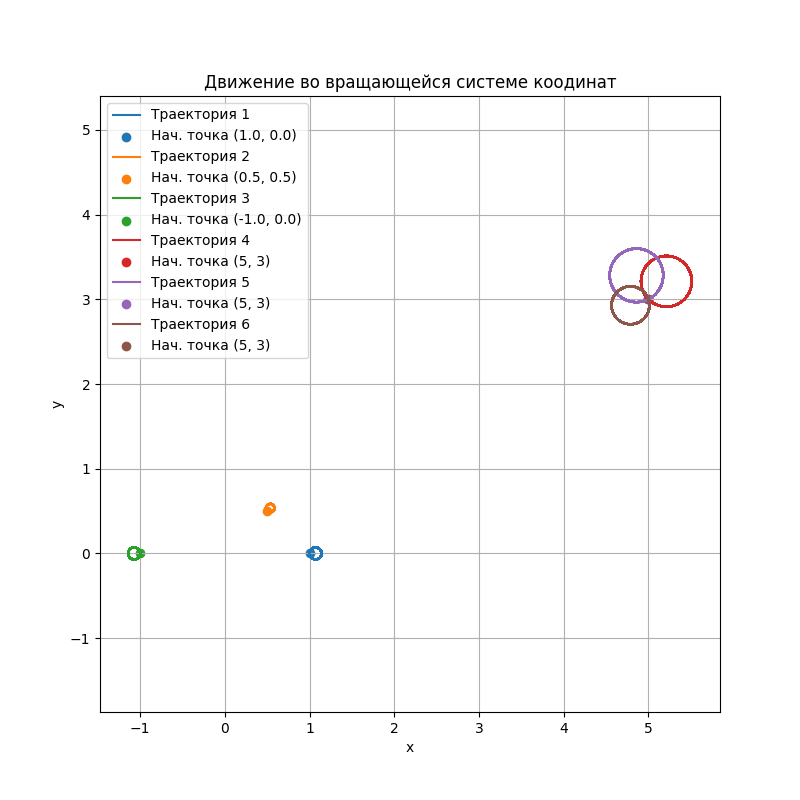 Движение во вращающейся системе коодинат
Траектория 1
Нач. точка (1.0, 0.0)
Траектория 2
Нач. точка (0.5, 0.5)
Траектория 3
Нач. точка (-1.0, 0.0)
Траектория 4
Нач. точка (5, 3)
Траектория 5
Нач. точка (5, 3)
Траектория 6
Нач. точка (5, 3)
5
4
3
2
1
0
−1
y
−1
0
1
2
3
4
5
x